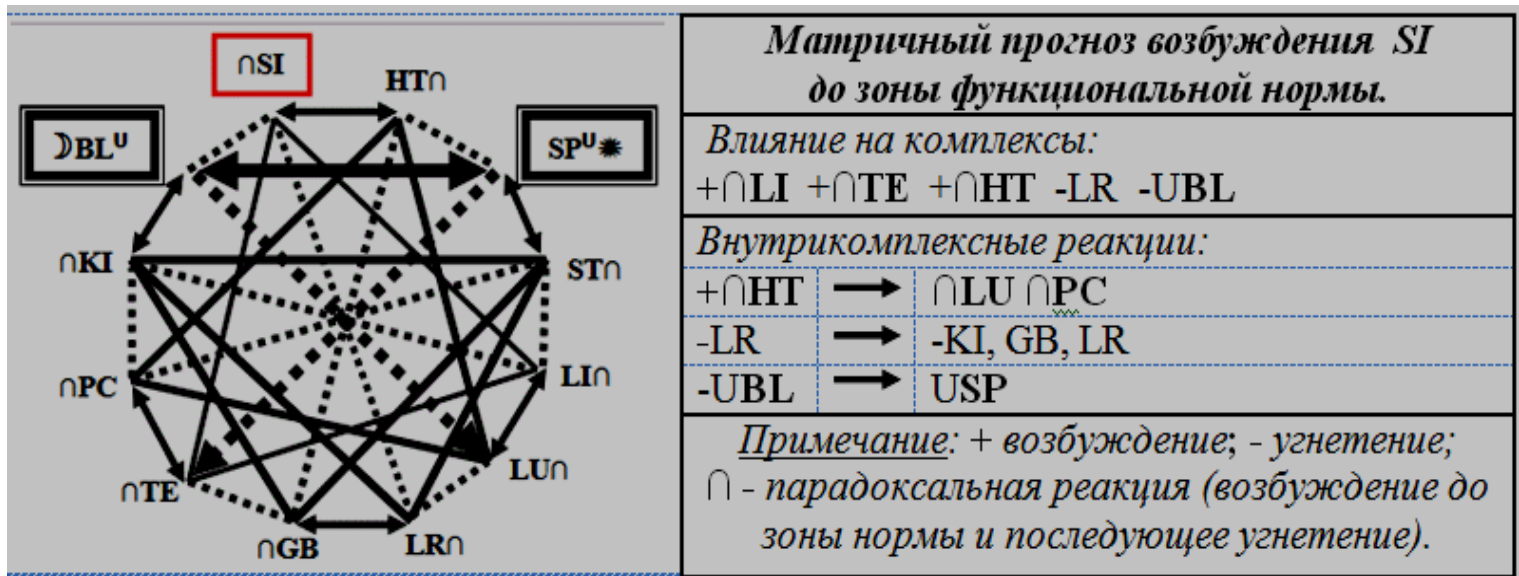 ∩SI
HT∩
☽BLᵁ
SPᵁ✹
∩KI
ST∩
∩PC
LI∩
∩TE
LU∩
∩GB
LR∩
Матричный прогноз возбуждения SI
до зоны функциональной нормы.
Влияние на комплексы:
+∩LI +∩TE +∩HT -LR -UBL
Внутрикомплексные реакции:
+∩HT → ∩LU ∩PC
-LR → -KI, GB, LR
-UBL → USP
Примечание: + возбуждение; - угнетение;
∩ - парадоксальная реакция (возбуждение до
зоны нормы и последующее угнетение).